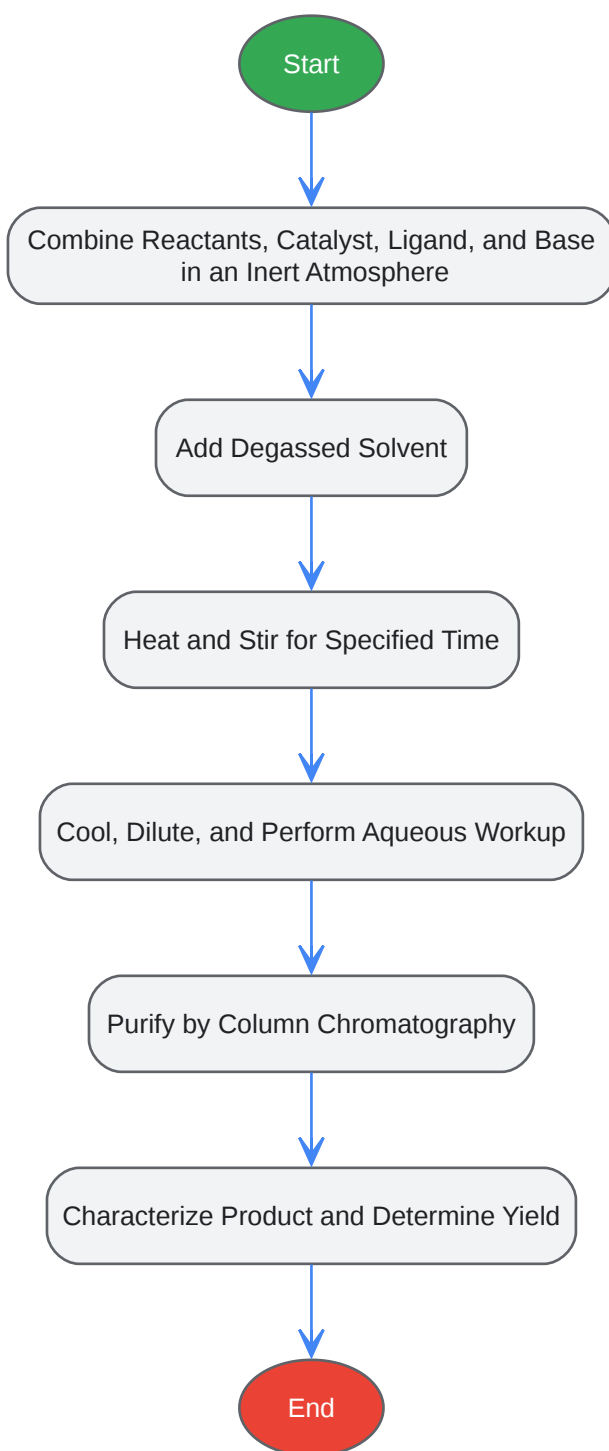 Start
Combine Reactants, Catalyst, Ligand, and Base
in an Inert Atmosphere
Add Degassed Solvent
Heat and Stir for Specified Time
Cool, Dilute, and Perform Aqueous Workup
Purify by Column Chromatography
Characterize Product and Determine Yield
End